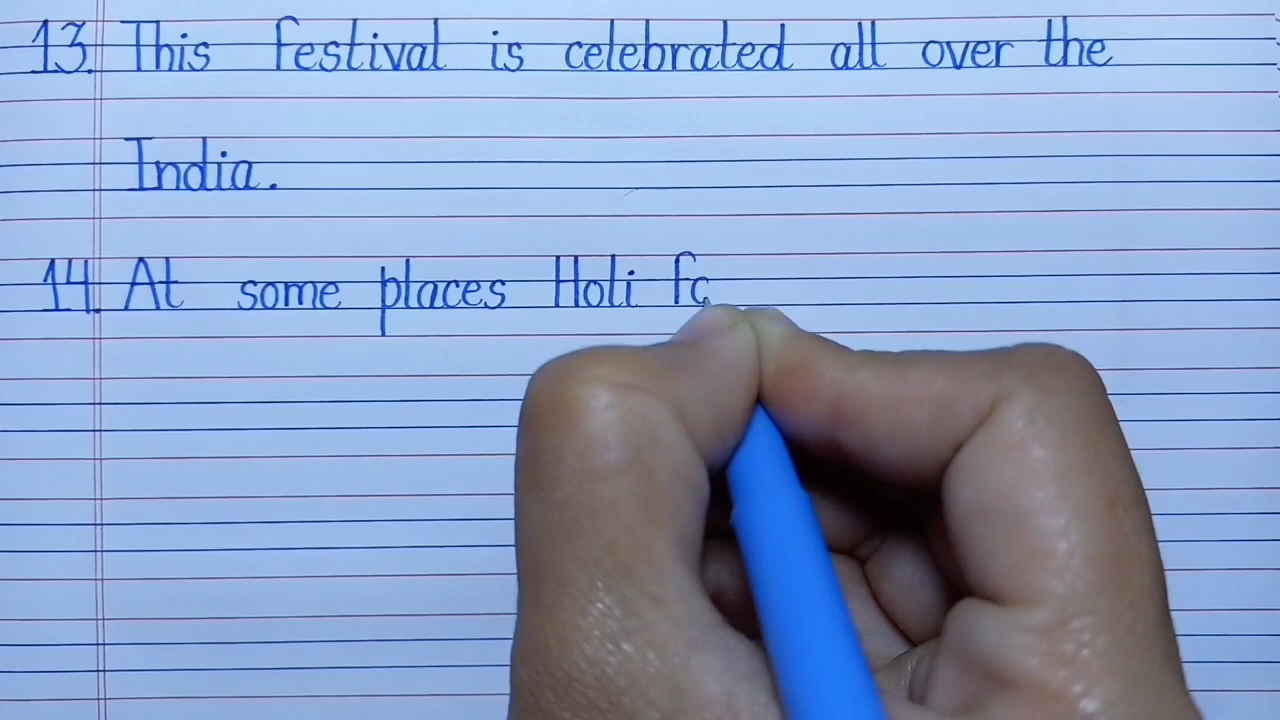 13. This festival is celebrated all over the
India.
14. At some places Holi